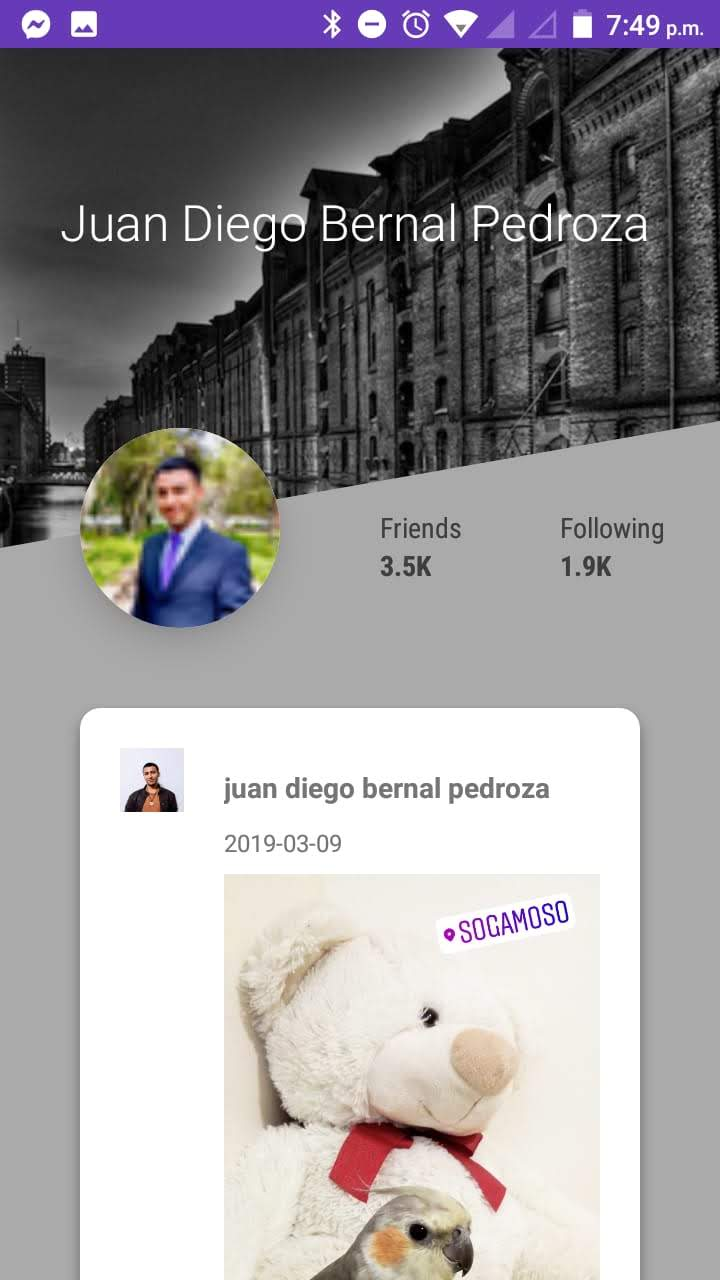 7:49 p.m.
Juan Diego Bernal Pedroza
Friends
3.5K
Following
1.9K
juan diego bernal pedroza
2019-03-09
SOGAMOSO